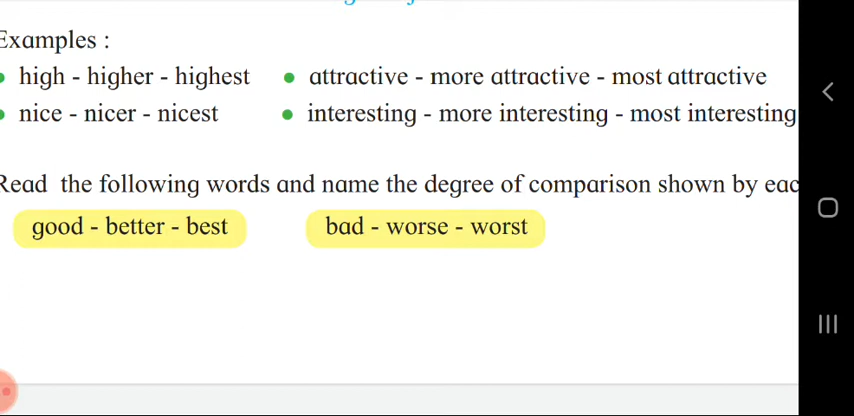 Examples :
high - higher - highest
attractive - more attractive - most attractive
nice - nicer - nicest
interesting - more interesting - most interesting
Read the following words and name the degree of comparison shown by eac
good - better - best
bad - worse - worst